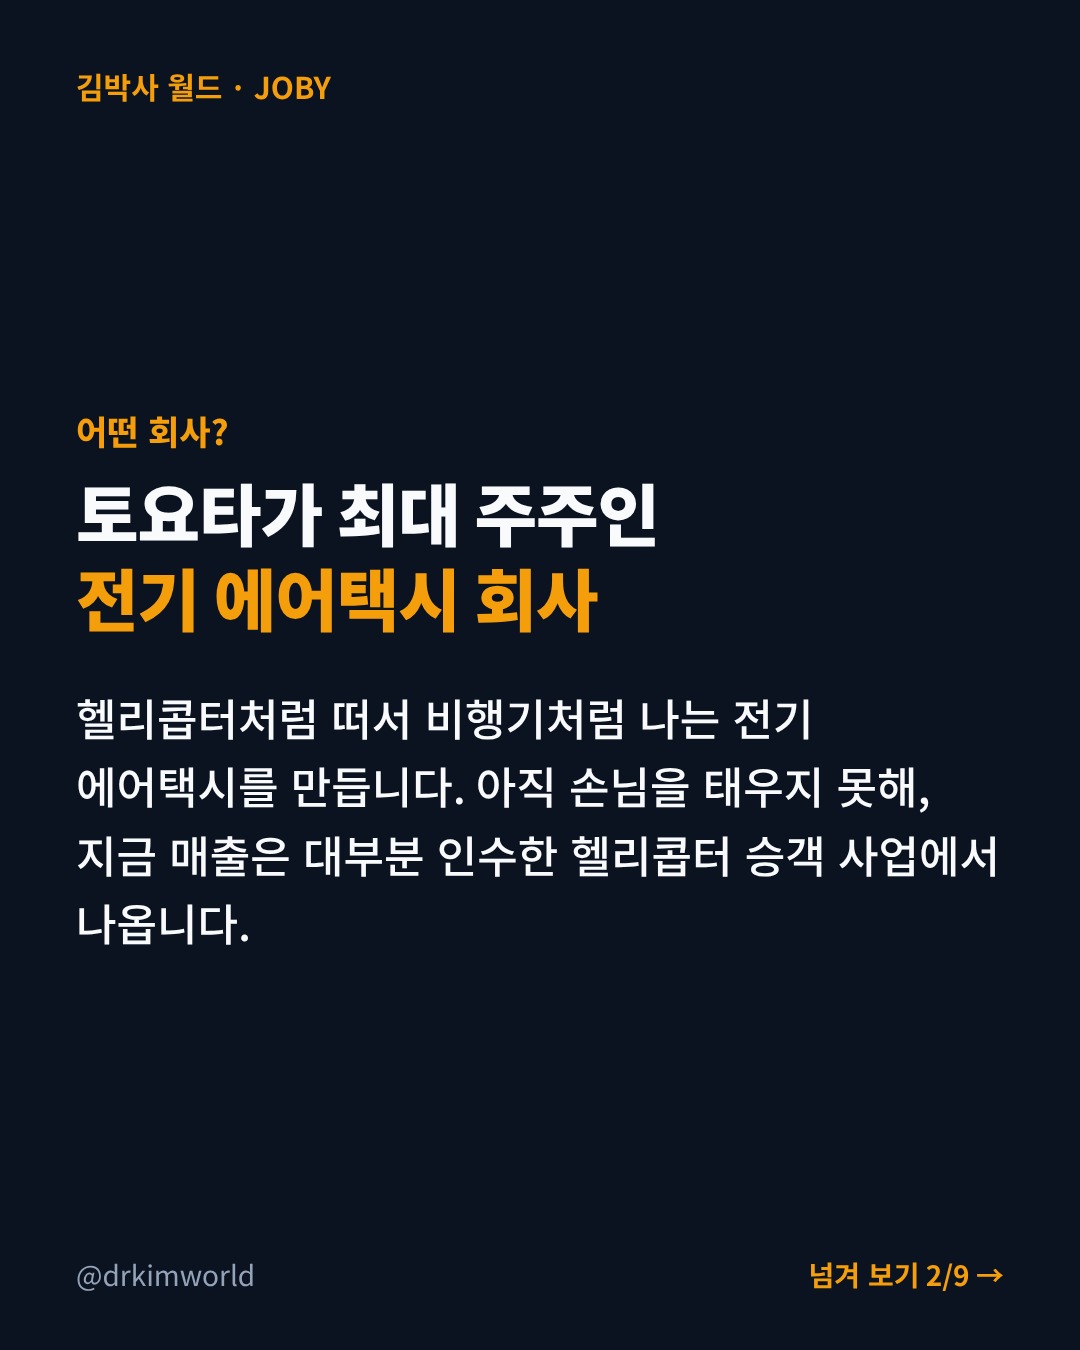 김박사 월드 · JOBY
어떤 회사?
토요타가 최대 주주인
전기 에어택시 회사
헬리콥터처럼 떠서 비행기처럼 나는 전기
에어택시를 만듭니다. 아직 손님을 태우지 못해,
지금 매출은 대부분 인수한 헬리콥터 승객 사업에서
나옵니다.
@drkimworld
넘겨 보기 2/9 →